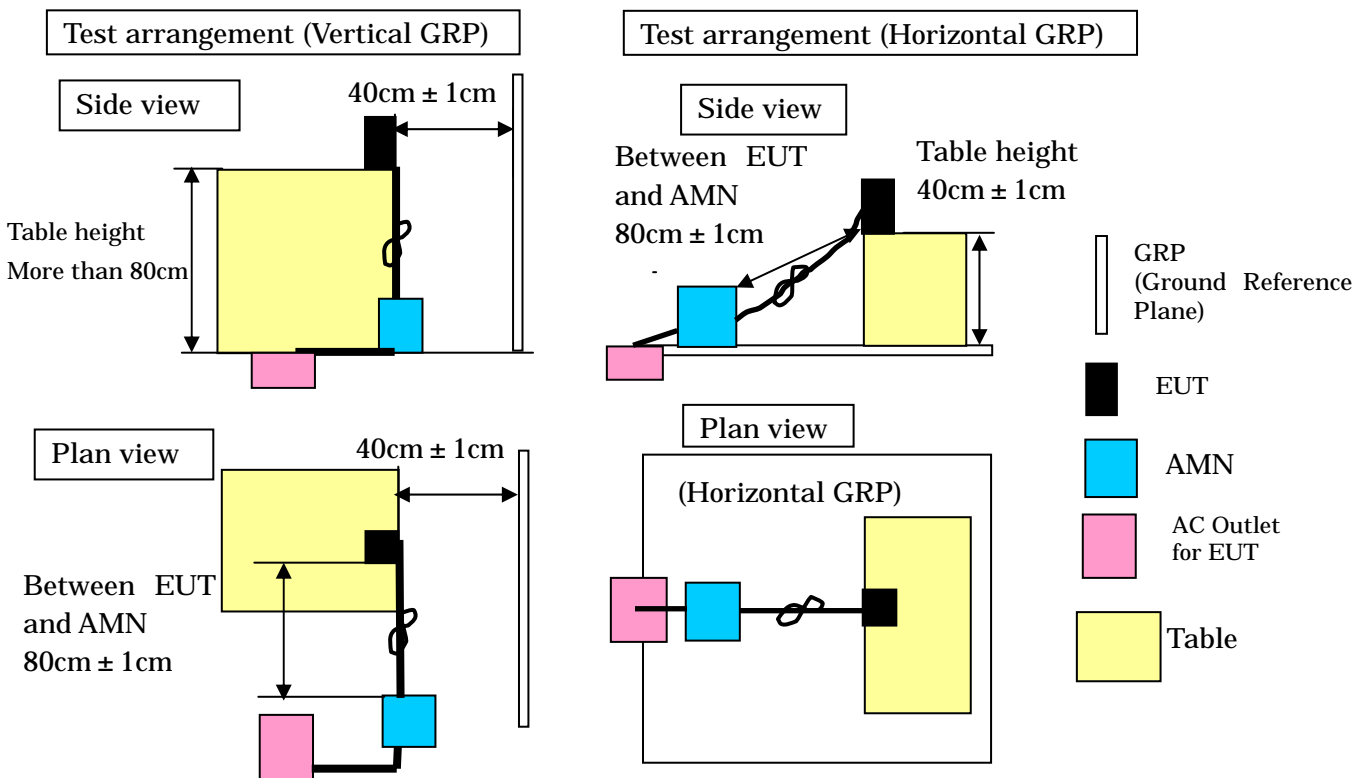 Test arrangement (Vertical GRP)
Side view
40cm ± 1cm
Table height
More than 80cm
Plan view
40cm ± 1cm
Between EUT
and AMN
80cm ± 1cm
Test arrangement (Horizontal GRP)
Side view
Between EUT
and AMN
80cm ± 1cm
-
Table height
40cm ± 1cm
Plan view
(Horizontal GRP)
GRP
(Ground Reference
Plane)
EUT
AMN
AC Outlet
for EUT
Table